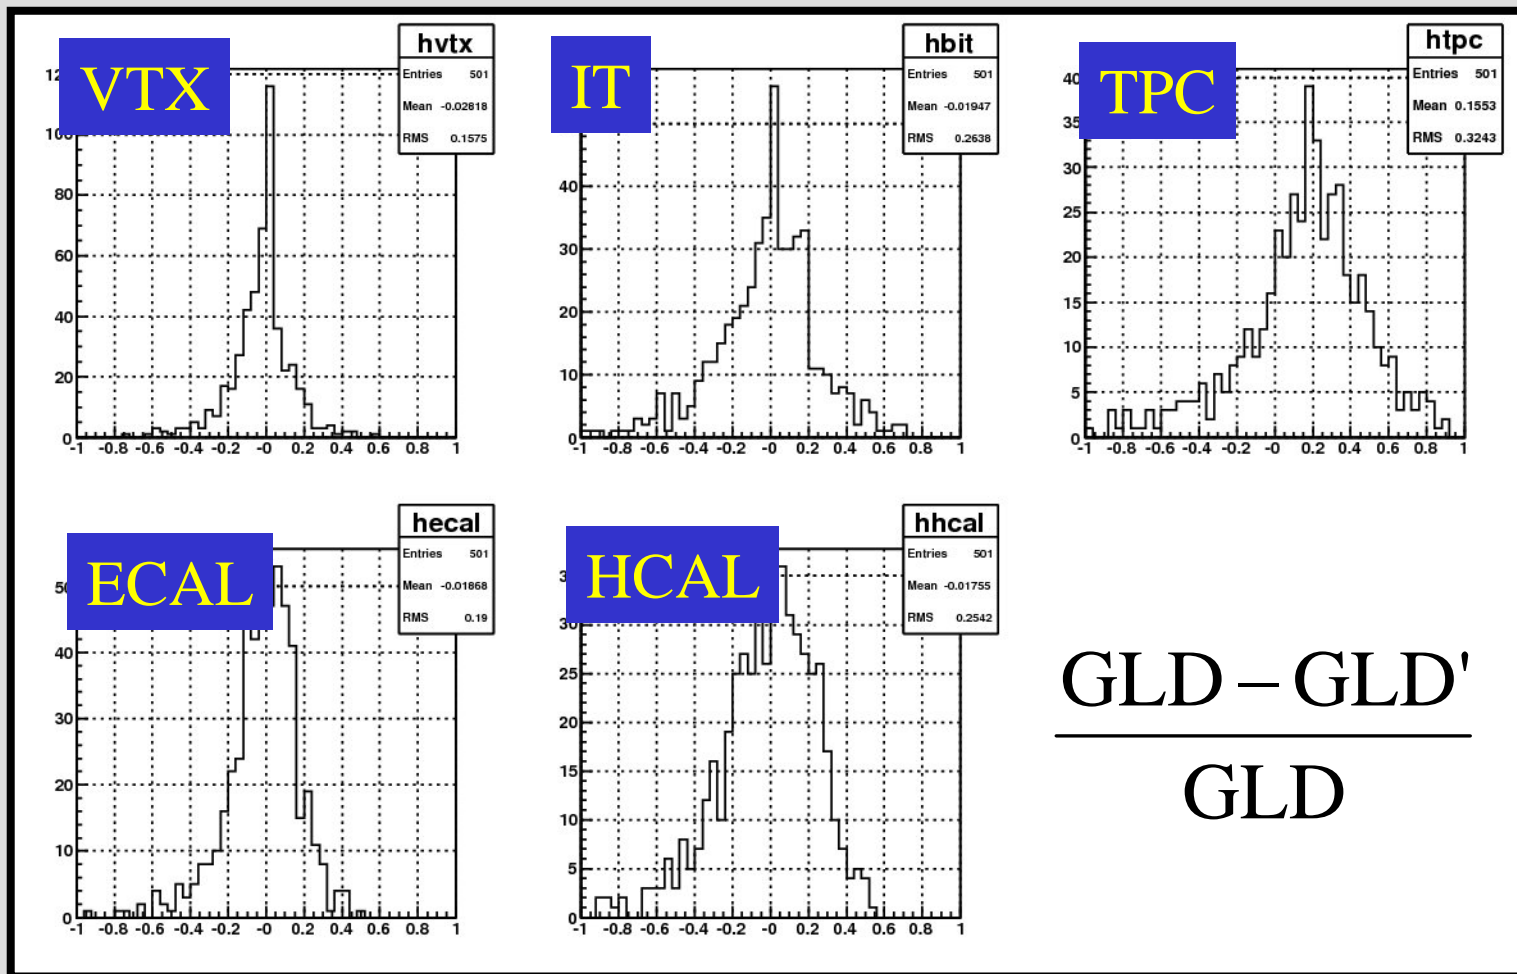 VTX
hvtx
Entries 501
Mean -0.02818
RMS 0.1575
100
80
60
40
20
0
-1 -0.8 -0.6 -0.4 -0.2 -0 0.2 0.4 0.6 0.8 1
IT
hbit
Entries 501
Mean -0.01947
RMS 0.2638
40
30
20
10
0
-1 -0.8 -0.6 -0.4 -0.2 -0 0.2 0.4 0.6 0.8 1
TPC
htpc
Entries 501
Mean 0.1553
RMS 0.3243
40
35
30
25
20
15
10
5
0
-1 -0.8 -0.6 -0.4 -0.2 -0 0.2 0.4 0.6 0.8 1
ECAL
hecal
Entries 501
Mean -0.01868
RMS 0.19
40
30
20
10
0
-1 -0.8 -0.6 -0.4 -0.2 -0 0.2 0.4 0.6 0.8 1
HCAL
hhcal
Entries 501
Mean -0.01755
RMS 0.2542
30
25
20
15
10
5
0
-1 -0.8 -0.6 -0.4 -0.2 -0 0.2 0.4 0.6 0.8 1
GLD – GLD'
GLD